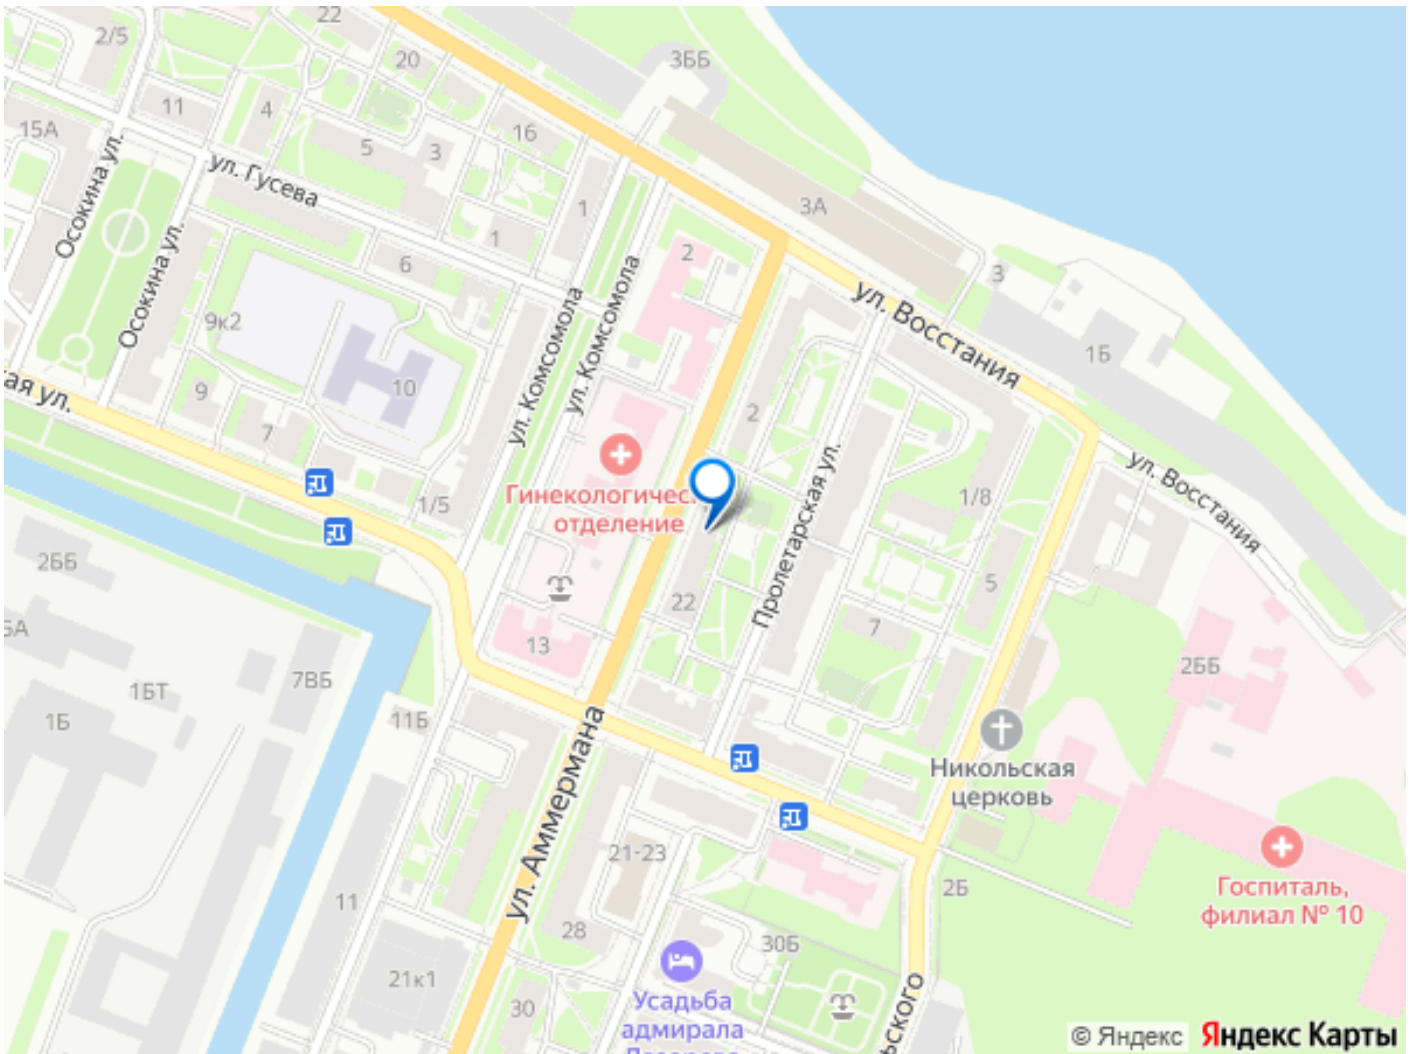 22
2/5
3ББ
20
11
4
16
15А
5
3
ул. Гусева
Осокина ул.
Осокина ул.
1
3А
1
2
6
3
ул. Восстания
ул. Комсомола
ул. Комсомола
9к2
1Б
10
9
ая ул.
2
7
1/5
Гинекологичес
отделение
Пролетарская ул.
1/8
ул. Восстания
2ББ
5
22
7
13
2ББ
7ВБ
1БТ
1Б
11Б
ул. Аммермана
Никольская
церковь
21-23
2Б
Госпиталь,
филиал № 10
11
28
30Б
21к1
30
Усадьба
адмирала
ьского
© Яндекс
Яндекс Карты